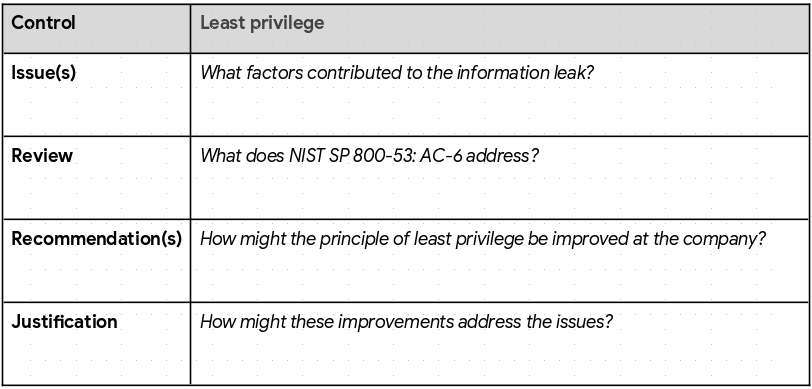 Control
Least privilege
Issue(s)
What factors contributed to the information leak?
Review
What does NIST SP 800-53: AC-6 address?
Recommendation(s)
How might the principle of least privilege be improved at the company?
Justification
How might these improvements address the issues?